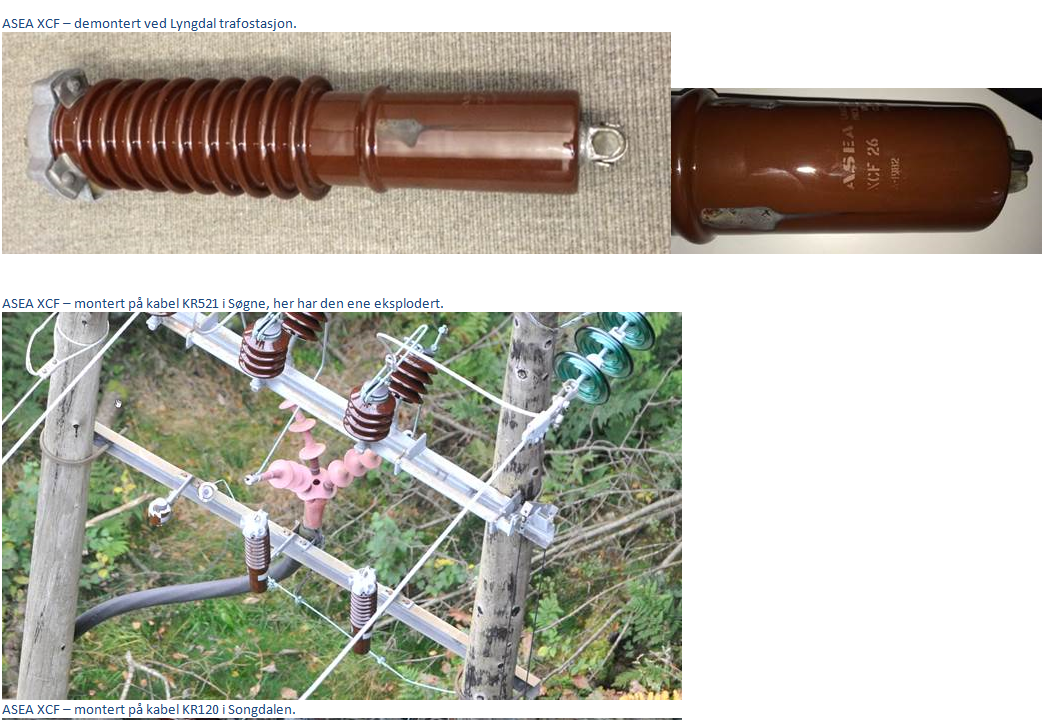 ASEA XCF – demontert ved Lyngdal trafostasjon.
ASEA
XCF 26
ASEA XCF – montert på kabel KR521 i Søgne, her har den ene eksplodert.
ASEA XCF – montert på kabel KR120 i Songdalen.